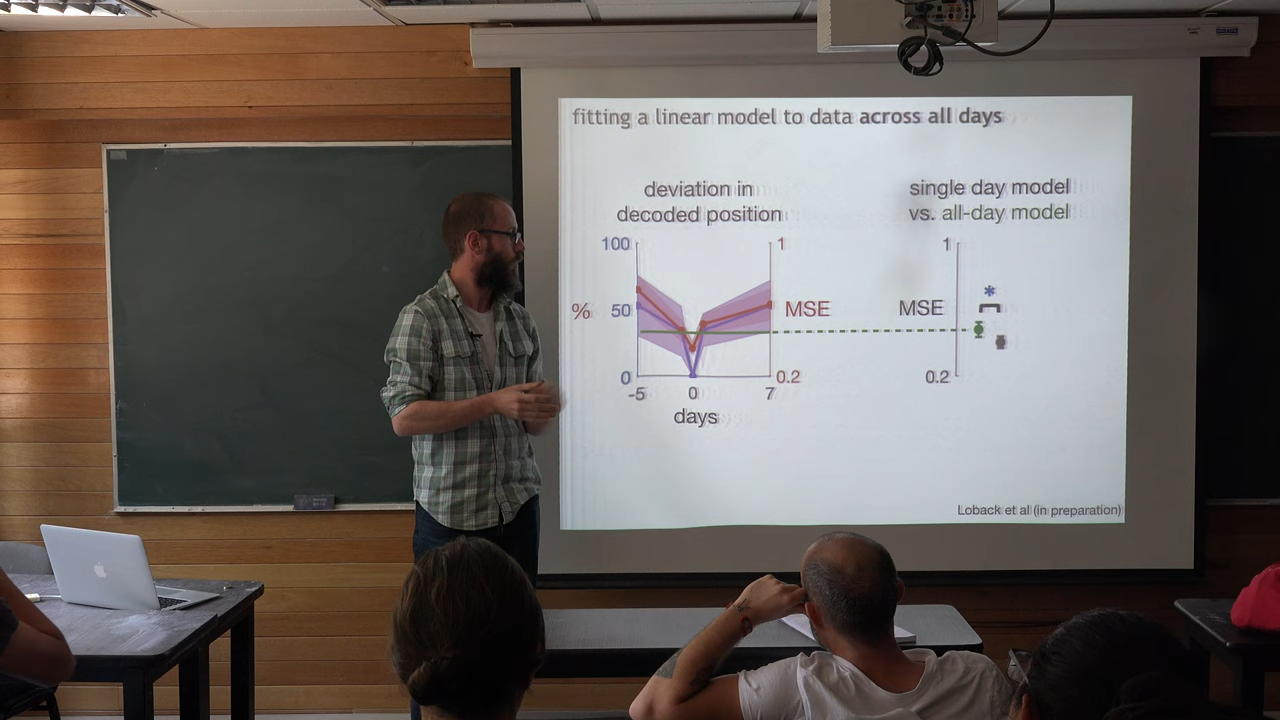 fitting a linear model to data across all days
deviation in
decoded position
single day model
vs. all-day model
100
1
1
*
%
50
MSE
MSE
0
0.2
0.2
-5
0
7
days
Loback et al (in preparation)